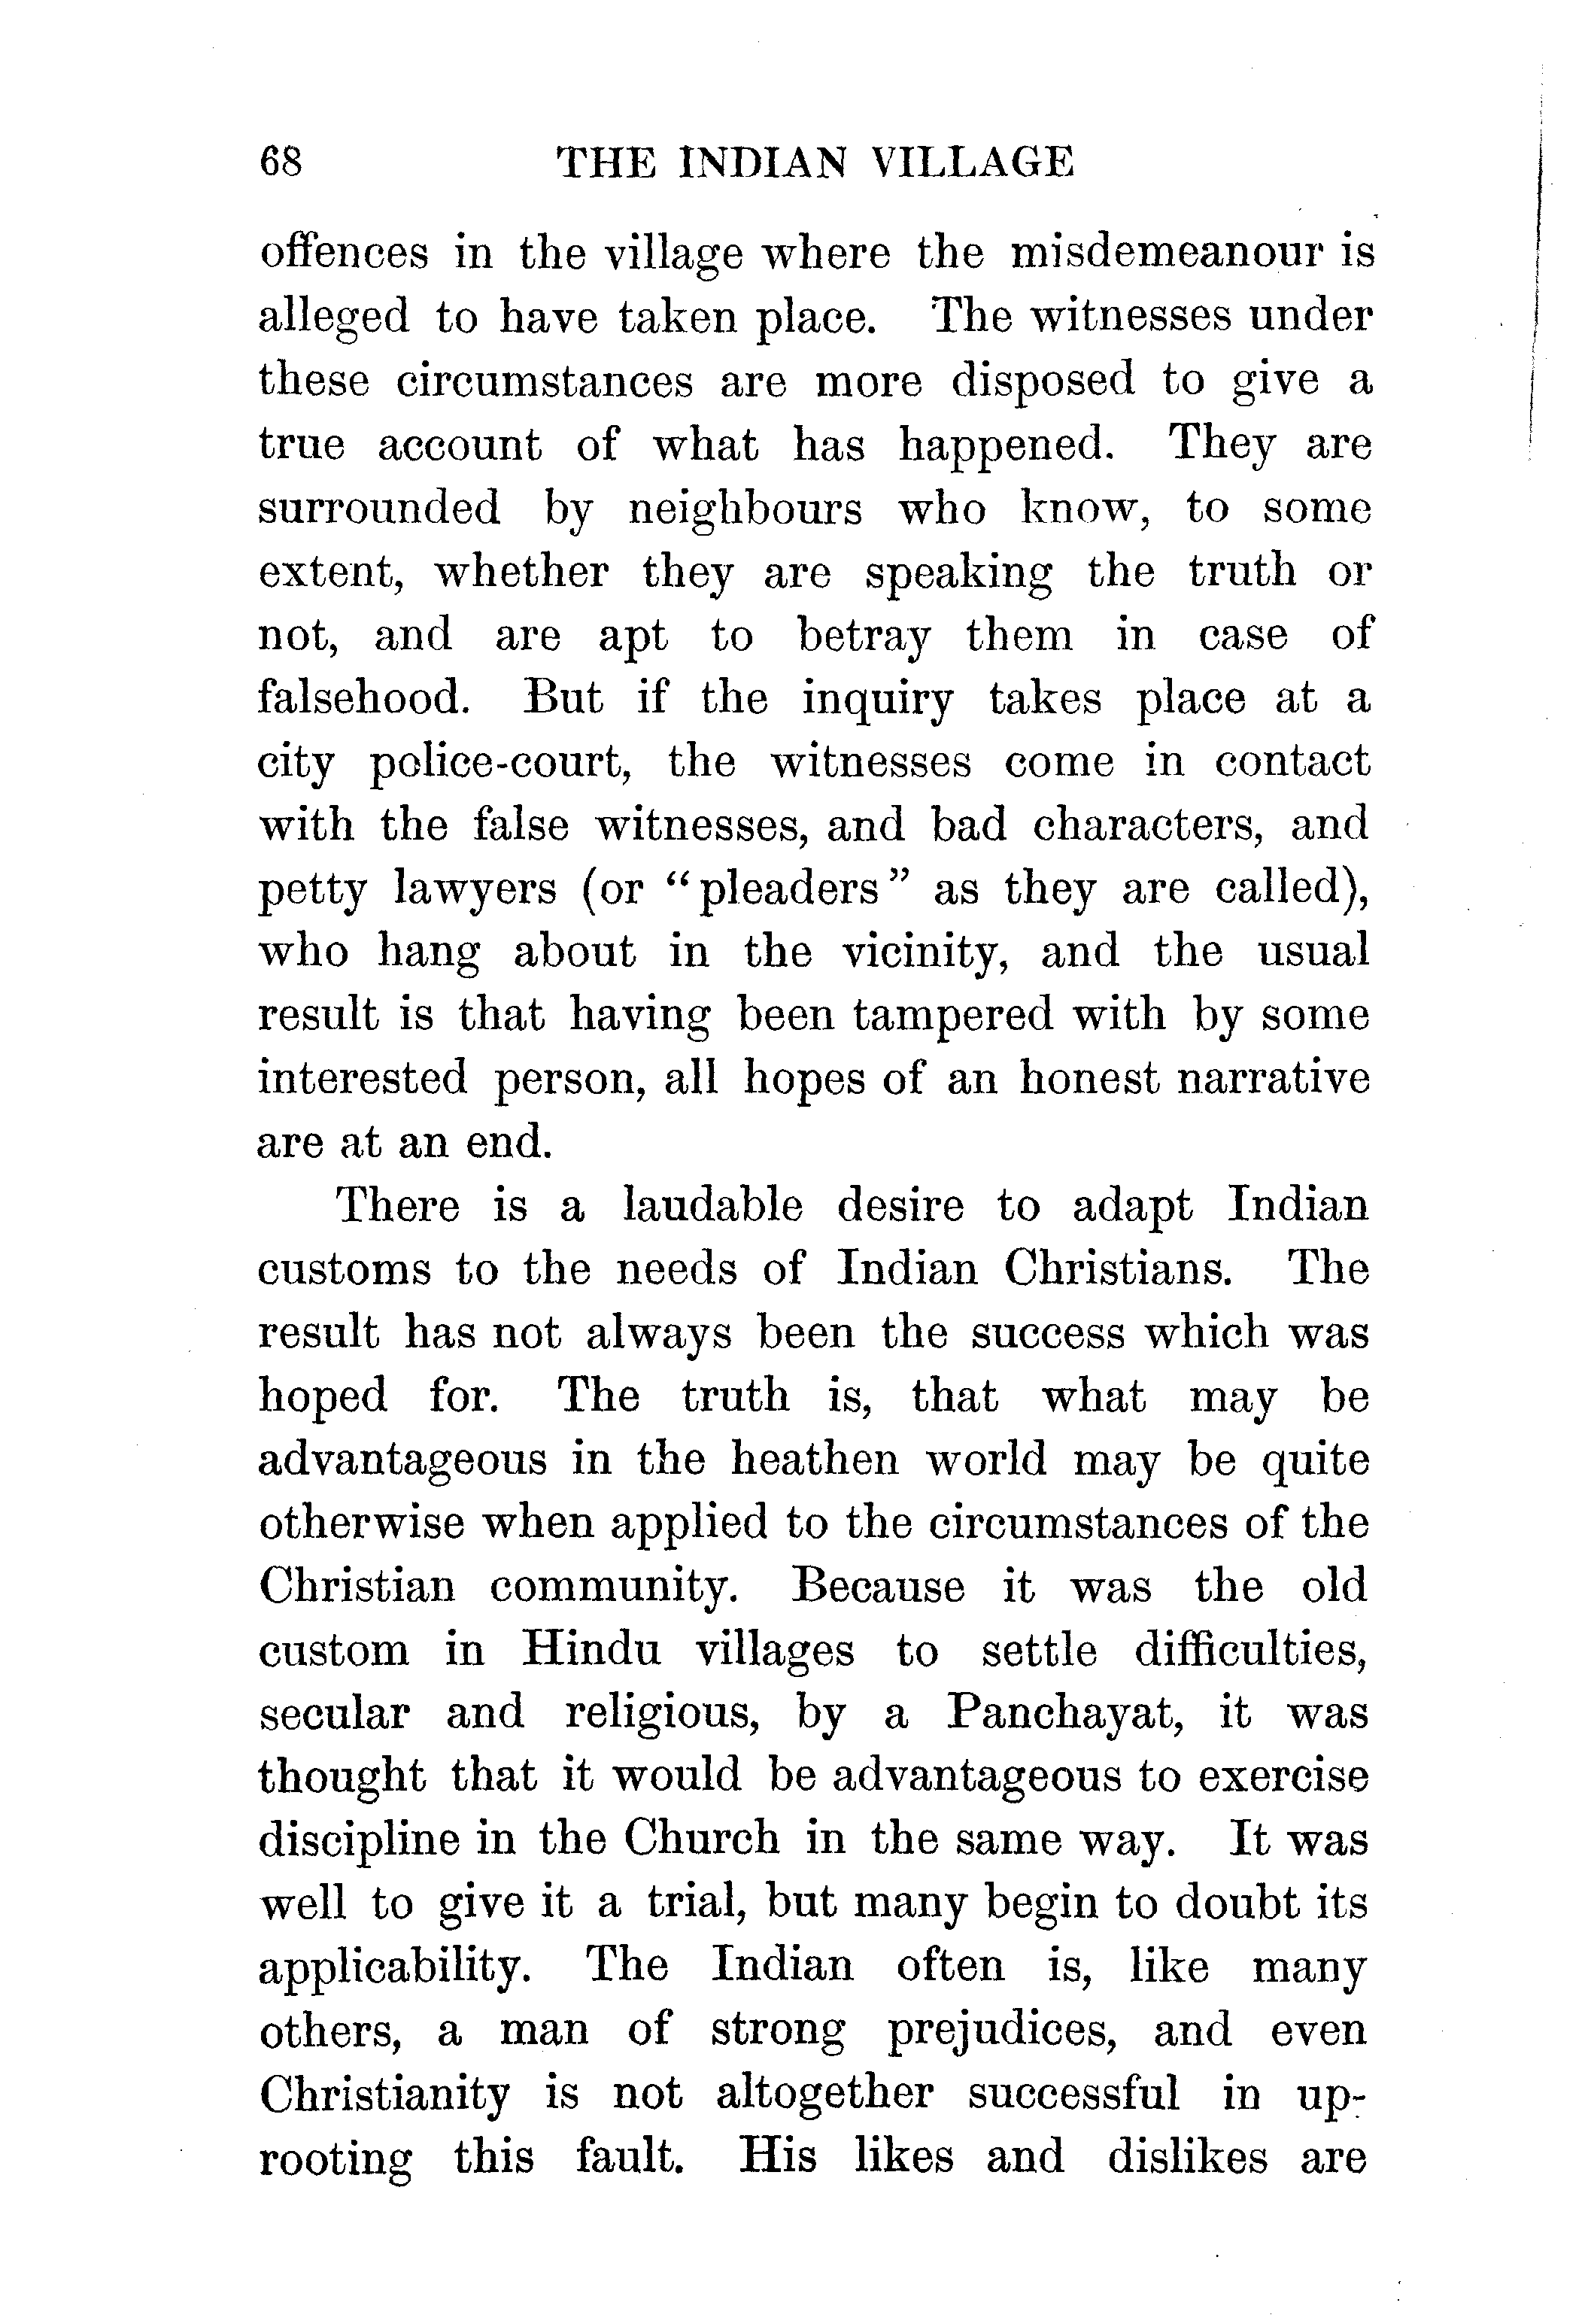 68 THE INDIAN VILLAGE
offences in the village where the misdemeanour is
alleged to have taken place. The witnesses under
these circumstances are more disposed to give a
true account of what has happened. They are
surrounded by neighbours who know, to some
extent, whether they are speaking the truth or
not, and are apt to betray them in case of
falsehood. But if the inquiry takes place at a
city police-court, the witnesses come in contact
with the false witnesses, and bad characters, and
petty lawyers (or "pleaders" as they are called),
who hang about in the vicinity, and the usual
result is that having been tampered with by some
interested person, all hopes of an honest narrative
are at an end.
There is a laudable desire to adapt Indian
customs to the needs of Indian Christians. The
result has not always been the success which was
hoped for. The truth is, that what may be
advantageous in the heathen world may be quite
otherwise when applied to the circumstances of the
Christian community. Because it was the old
custom in Hindu villages to settle difficulties,
secular and religious, by a Panchayat, it was
thought that it would be advantageous to exercise
discipline in the Church in the same way. It was
well to give it a trial, but many begin to doubt its
applicability. The Indian often is, like many
others, a man of strong prejudices, and even
Christianity is not altogether successful in up-
rooting this fault. His likes and dislikes are